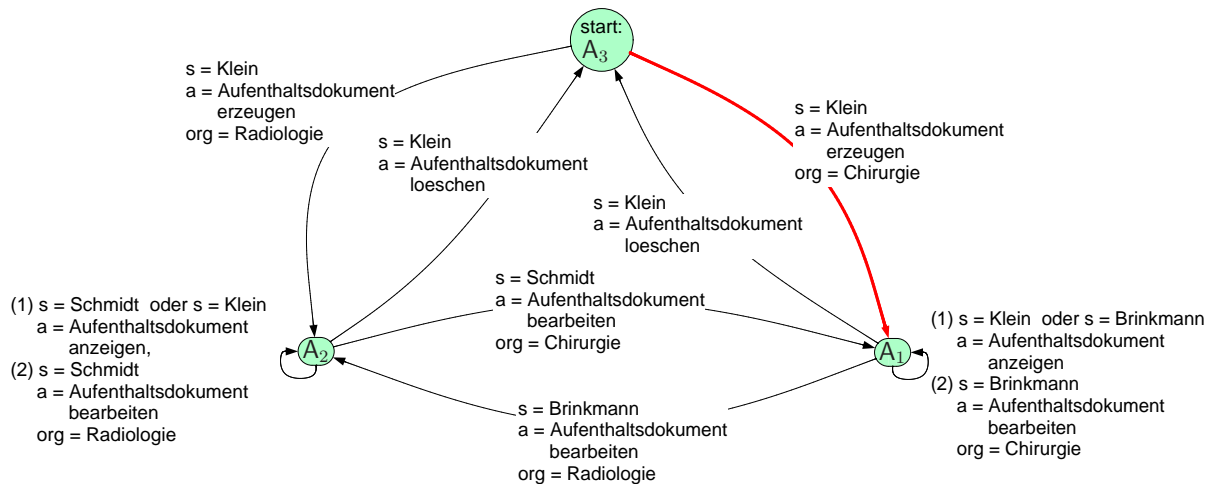 start:
A₃
s = Klein
a = Aufenthaltsdokument
erzeugen
org = Radiologie
s = Klein
a = Aufenthaltsdokument
loeschen
s = Klein
a = Aufenthaltsdokument
loeschen
s = Klein
a = Aufenthaltsdokument
erzeugen
org = Chirurgie
(1) s = Schmidt oder s = Klein
a = Aufenthaltsdokument
anzeigen,
(2) s = Schmidt
a = Aufenthaltsdokument
bearbeiten
org = Radiologie
A₂
s = Schmidt
a = Aufenthaltsdokument
bearbeiten
org = Chirurgie
s = Brinkmann
a = Aufenthaltsdokument
bearbeiten
org = Radiologie
A₁
(1) s = Klein oder s = Brinkmann
a = Aufenthaltsdokument
anzeigen
(2) s = Brinkmann
a = Aufenthaltsdokument
bearbeiten
org = Chirurgie